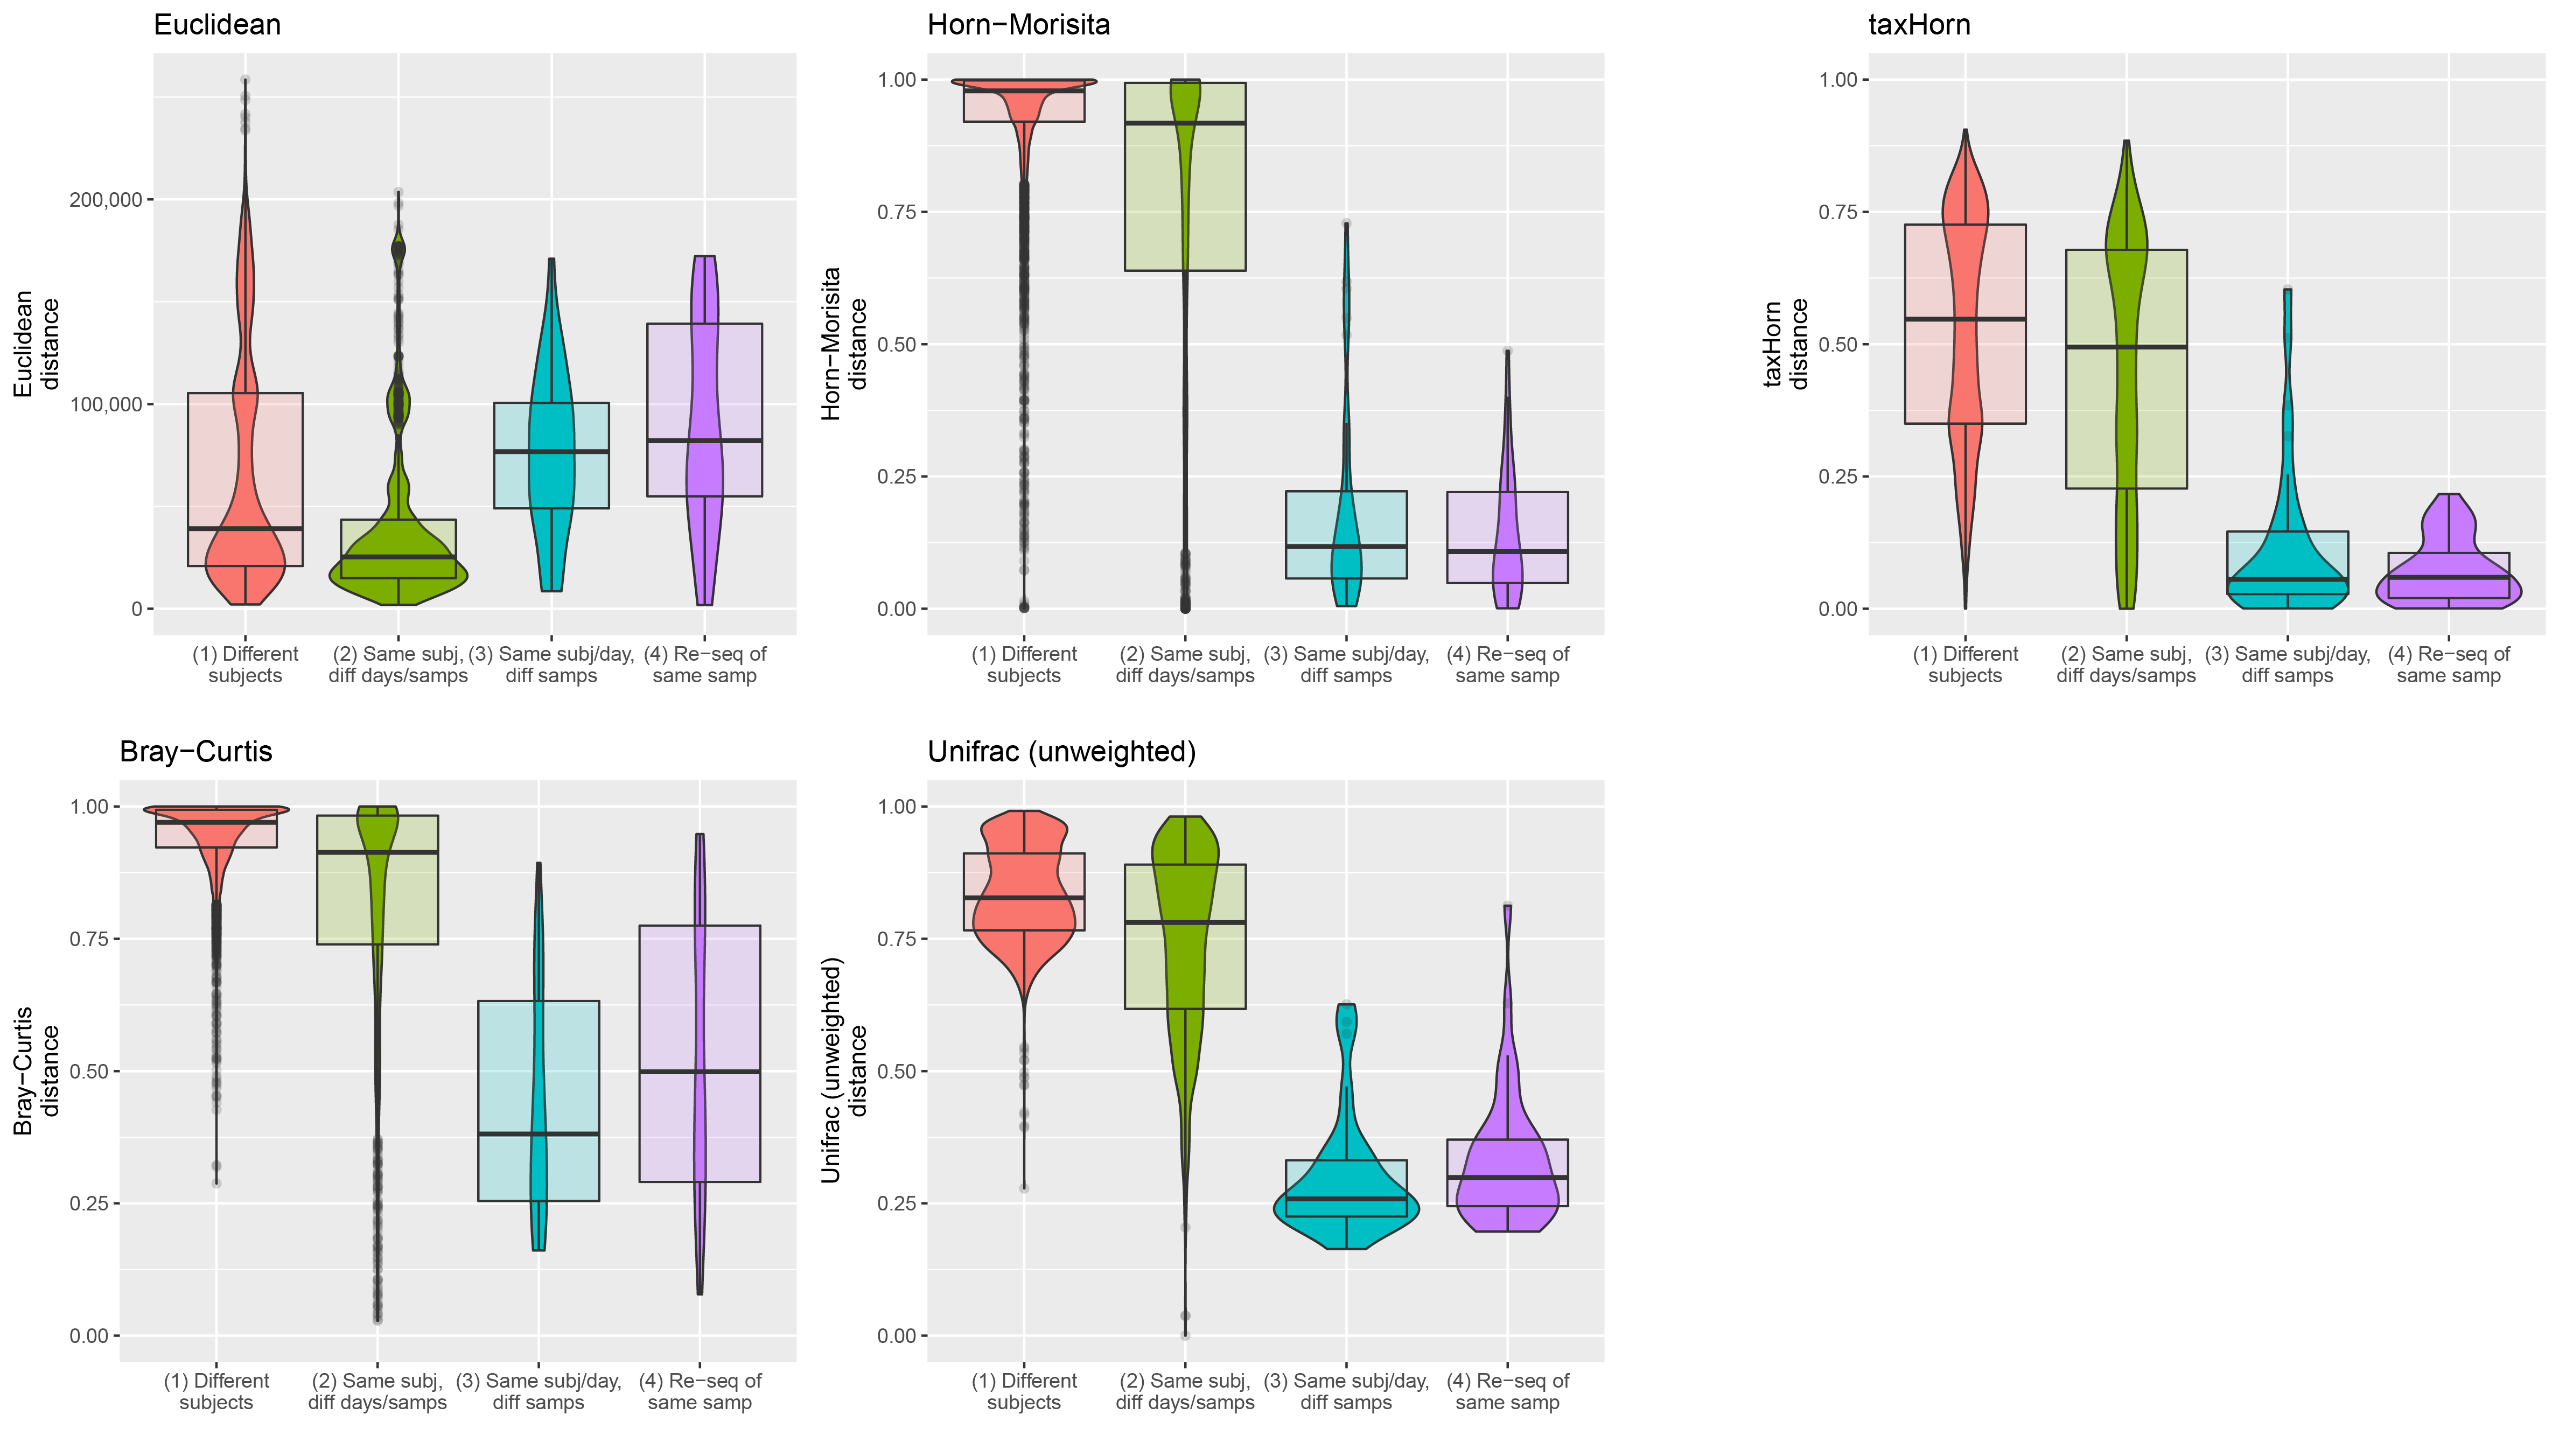 Euclidean
Euclidean
distance
200,000
100,000
0
(1) Different
subjects
(2) Same subj,
diff days/samps
(3) Same subj/day,
diff samps
(4) Re−seq of
same samp
Horn−Morisita
Horn−Morisita
distance
1.00
0.75
0.50
0.25
0.00
(1) Different
subjects
(2) Same subj,
diff days/samps
(3) Same subj/day,
diff samps
(4) Re−seq of
same samp
taxHorn
taxHorn
distance
1.00
0.75
0.50
0.25
0.00
(1) Different
subjects
(2) Same subj,
diff days/samps
(3) Same subj/day,
diff samps
(4) Re−seq of
same samp
Bray−Curtis
Bray−Curtis
distance
1.00
0.75
0.50
0.25
0.00
(1) Different
subjects
(2) Same subj,
diff days/samps
(3) Same subj/day,
diff samps
(4) Re−seq of
same samp
Unifrac (unweighted)
Unifrac (unweighted)
distance
1.00
0.75
0.50
0.25
0.00
(1) Different
subjects
(2) Same subj,
diff days/samps
(3) Same subj/day,
diff samps
(4) Re−seq of
same samp